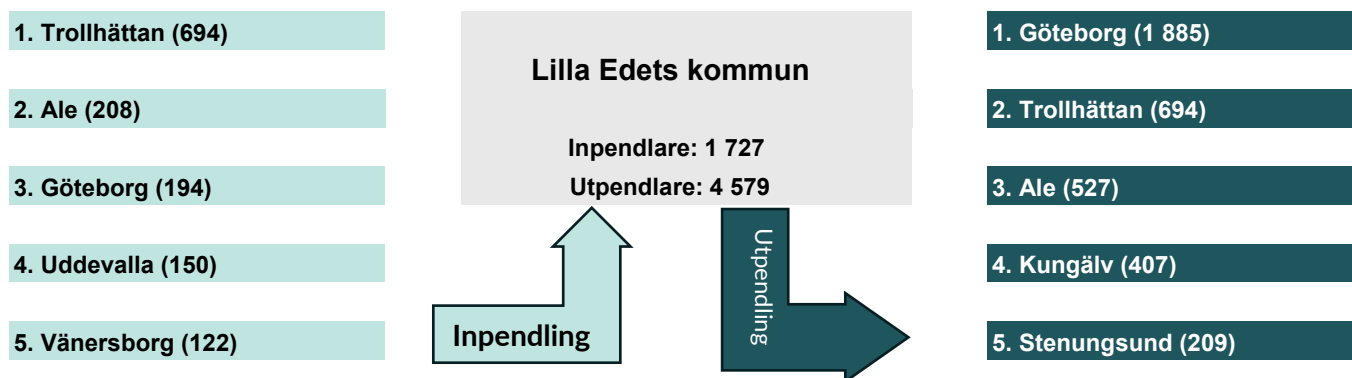 1. Trollhättan (694)
2. Ale (208)
3. Göteborg (194)
4. Uddevalla (150)
5. Vänersborg (122)
Lilla Edets kommun
Inpendlare: 1 727
Utpendlare: 4 579
Inpendling
Utpendling
1. Göteborg (1 885)
2. Trollhättan (694)
3. Ale (527)
4. Kungälv (407)
5. Stenungsund (209)